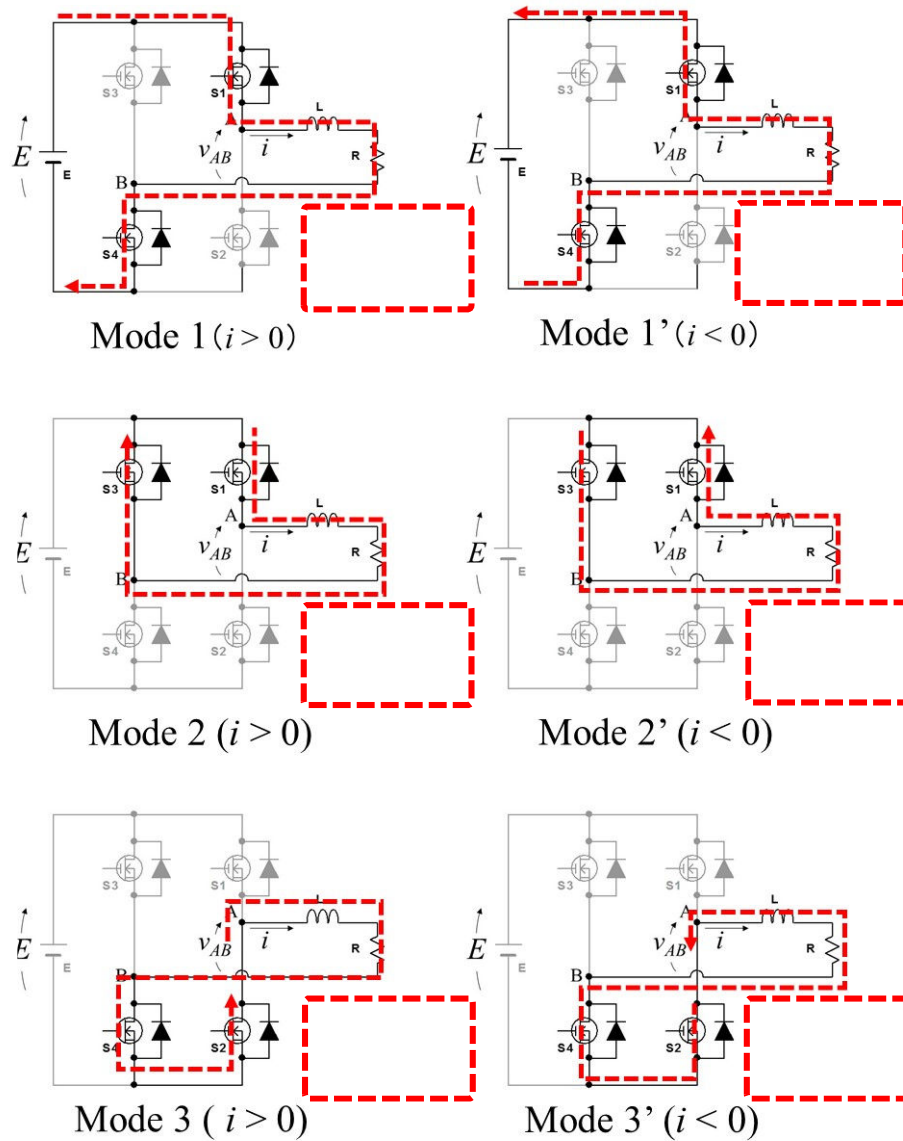 S3 S1 S3 S1
A L A L
E E v_AB i R E E v_AB i R
B B
S4 S2 S4 S2
Mode 1 (i > 0) Mode 1’ (i < 0)
S3 S1 S3 S1
A L A L
E E v_AB i R E E v_AB i R
B B
S4 S2 S4 S2
Mode 2 (i > 0) Mode 2’ (i < 0)
S3 S1 S3 S1
A L A L
E v_AB i R E v_AB i R
B B
S4 S2 S4 S2
Mode 3 ( i > 0) Mode 3’ (i < 0)